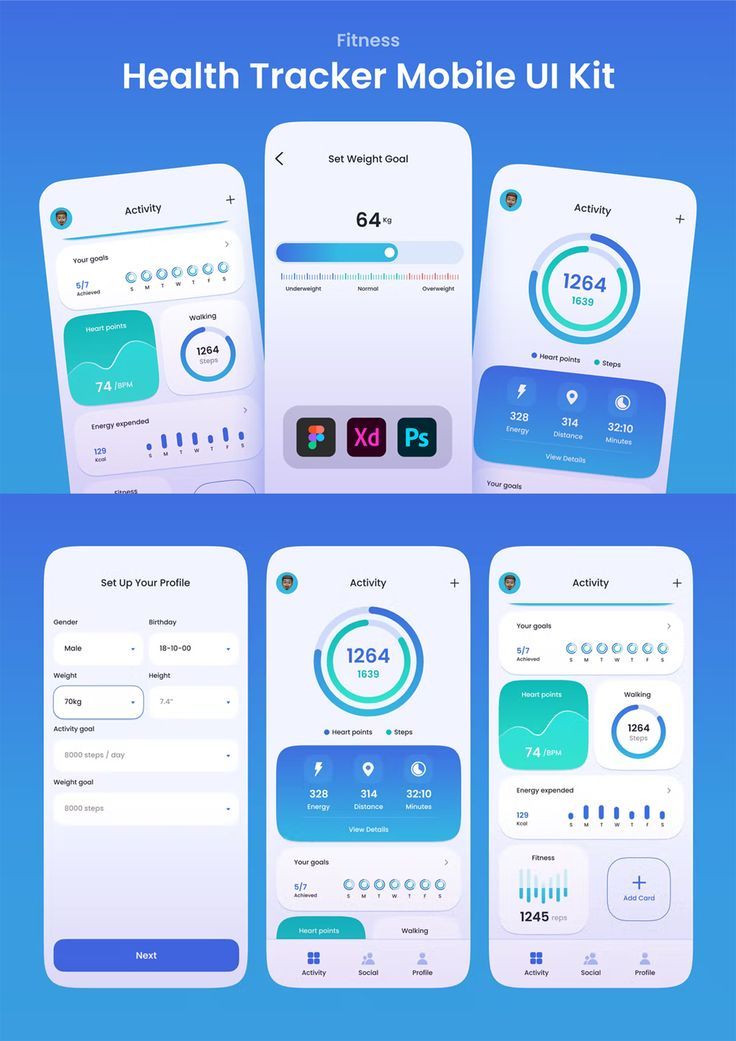 Fitness
Health Tracker Mobile UI Kit
Activity
+
Your goals >
5/7
Achieved
S M T W T F S
Heart points
74 /BPM
Walking
1264
Steps
Energy expended >
129
Kcal
S M T W T F S
Fitness
Set Weight Goal
64 Kg
Underweight Normal Overweight
Xd Ps
Activity
+
1264
1639
Heart points Steps
328 314 32:10
Energy Distance Minutes
View Details
Your goals
Set Up Your Profile
Gender Birthday
Male 18-10-00
Weight Height
70kg 7.4"
Activity goal
8000 steps / day
Weight goal
8000 steps
Next
Activity +
1264
1639
Heart points Steps
328 314 32:10
Energy Distance Minutes
View Details
Your goals >
5/7
Achieved
S M T W T F S
Heart points Walking
Activity Social Profile
Activity +
Your goals >
5/7
Achieved
S M T W T F S
Heart points
74 /BPM
Walking
1264
Steps
Energy expended >
129
Kcal
S M T W T F S
Fitness
1245 reps
+
Add Card
Activity Social Profile